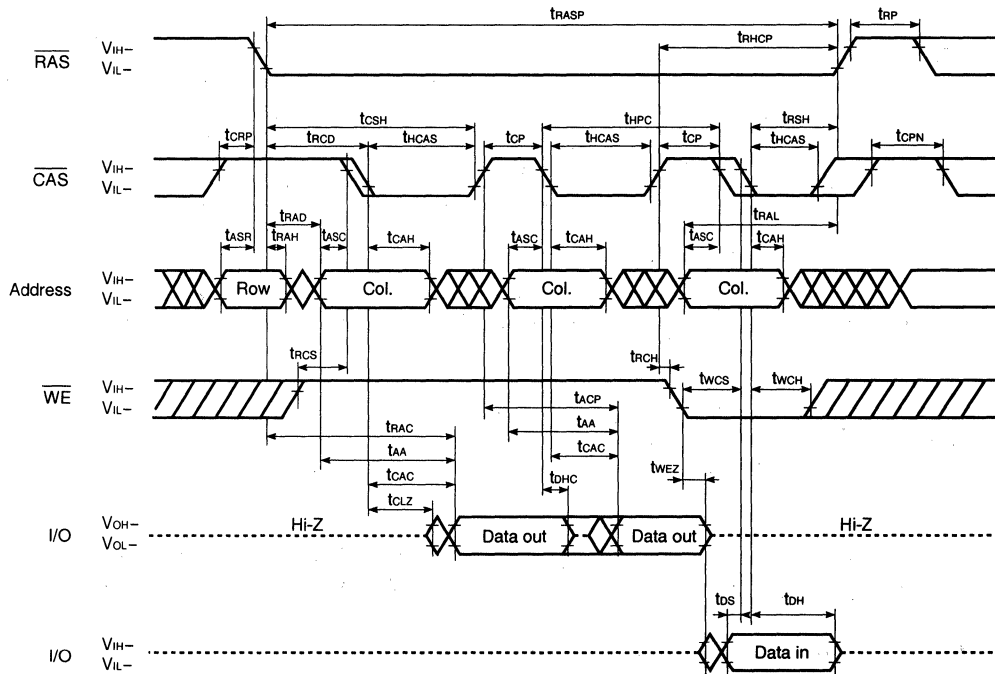 tRASP tRP
RAS VIH– tRHCP
VIL–
tCSH tHPC tRSH
tCRP tRCD tHCAS tCP tHCAS tCP tHCAS tCPN
CAS VIH–
VIL–
tRAD tRAL
tASR tRAH tASC tCAH tASC tCAH tASC tCAH
Address VIH– Row Col. Col. Col.
VIL–
tRCS tRCH
WE VIH– tWCS tWCH
VIL– tACP
tRAC tAA
tAA tCAC
tCAC tDHC tWEZ
tCLZ
I/O VOH– Hi-Z Data out Data out Hi-Z
VOL–
tDS tDH
I/O VIH– Data in
VIL–